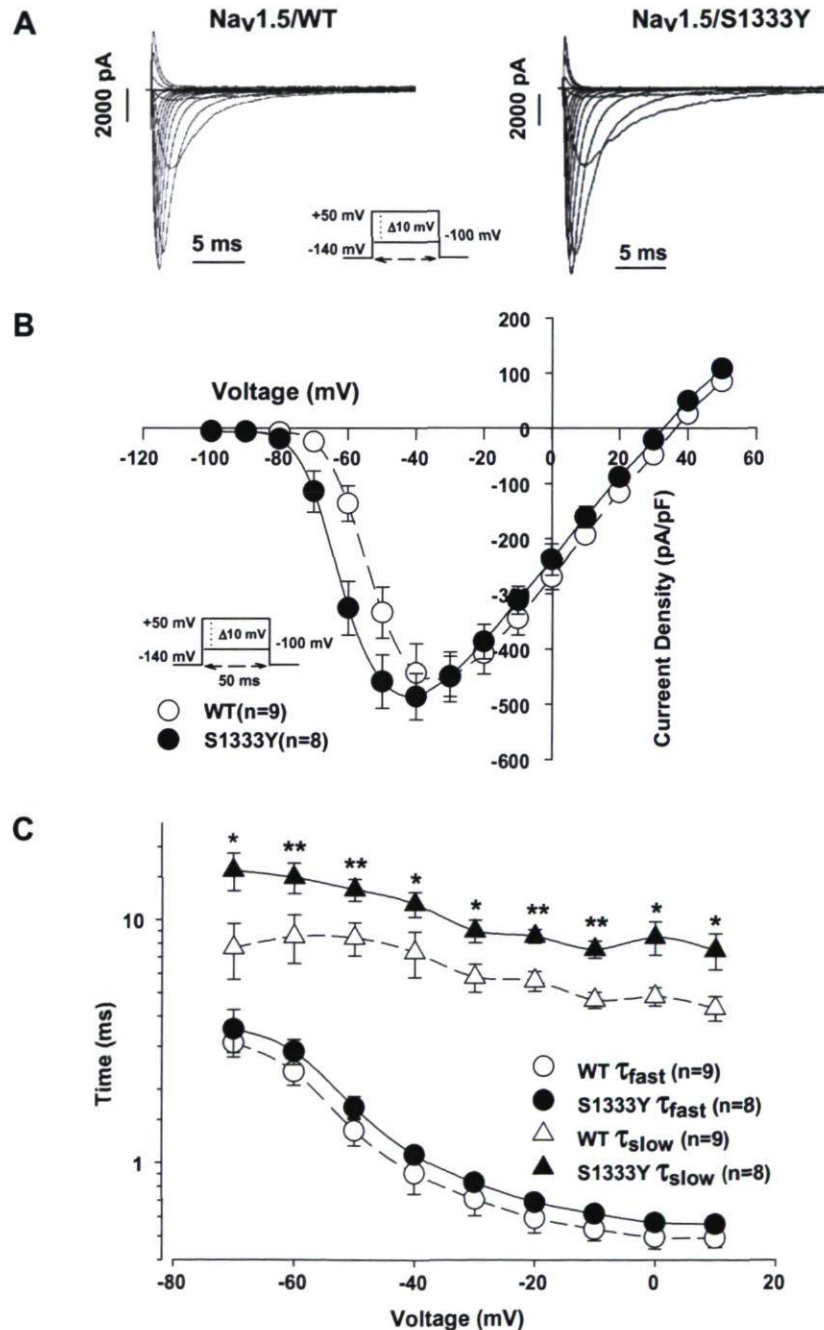 A
Nav1.5/WT
Nav1.5/S1333Y
2000 pA
2000 pA
5 ms
+50 mV
Δ10 mV
-140 mV
-100 mV
5 ms
B
200
100
0
-100
-200
-300
-400
-500
-600
Voltage (mV)
-120
-100
-80
-60
-40
-20
0
20
40
60
Curreent Density (pA/pF)
+50 mV
Δ10 mV
-140 mV
-100 mV
50 ms
WT(n=9)
S1333Y(n=8)
C
* ** ** * * ** ** * *
10
1
Time (ms)
WT τfast (n=9)
S1333Y τfast (n=8)
WT τslow (n=9)
S1333Y τslow (n=8)
-80
-60
-40
-20
0
20
Voltage (mV)